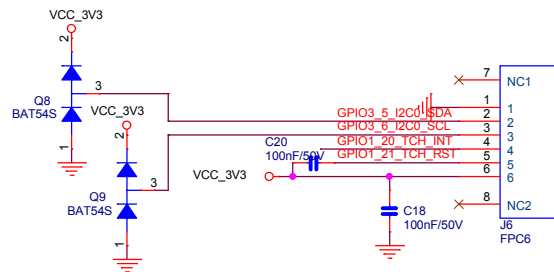 VCC_3V3
2
7
NC1
3
Q8
BAT54S
VCC_3V3
1
1
GPIO3_5_I2C0_SDA
2
2
2
GPIO3_6_I2C0_SCL
3
3
1
GPIO1_20_TCH_INT
4
4
C20
100nF/50V
GPIO1_21_TCH_RST
5
5
VCC_3V3
6
6
3
Q9
BAT54S
8
NC2
C18
100nF/50V
J6
FPC6
1